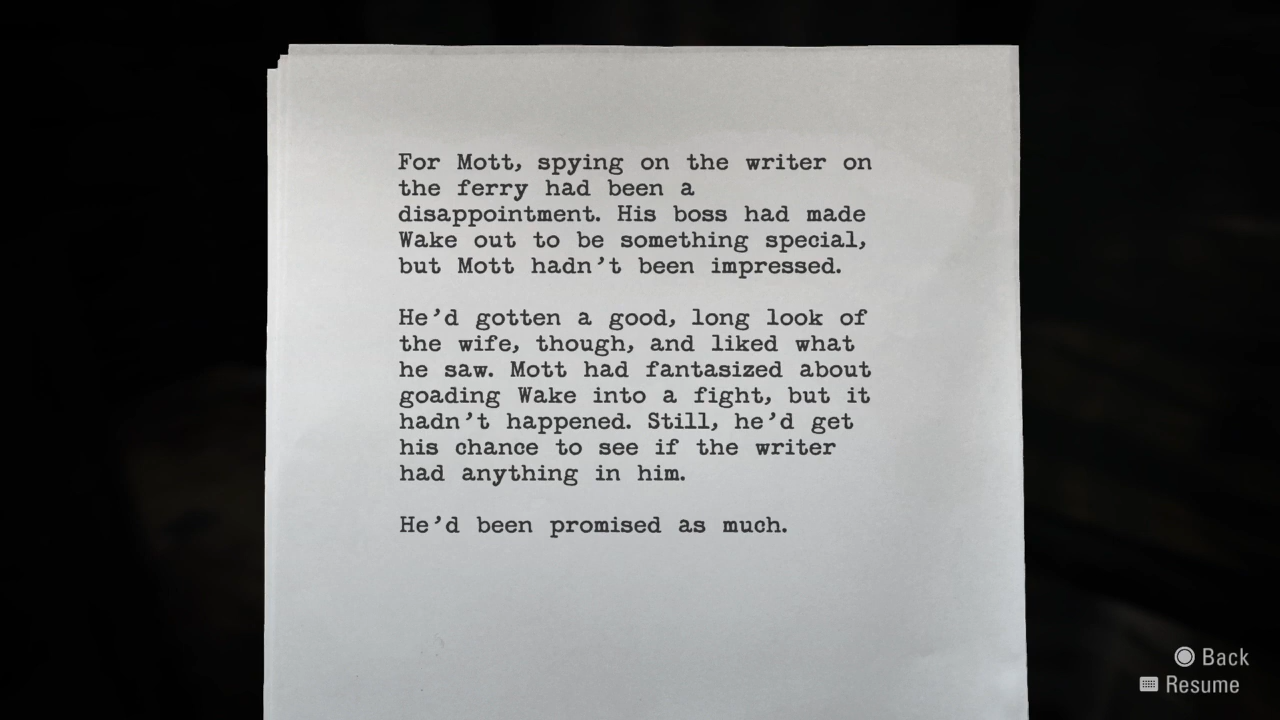 For Mott, spying on the writer on
the ferry had been a
disappointment. His boss had made
Wake out to be something special,
but Mott hadn’t been impressed.
He’d gotten a good, long look of
the wife, though, and liked what
he saw. Mott had fantasized about
goading Wake into a fight, but it
hadn’t happened. Still, he’d get
his chance to see if the writer
had anything in him.
He’d been promised as much.
Back
Resume